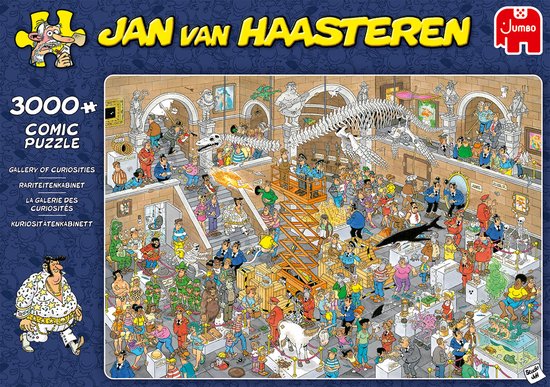 JAN VAN HAASTEREN
Jumbo
3000+
COMIC
PUZZLE
GALLERY OF CURIOSITIES
RARITEITENKABINET
LA GALERIE DES
CURIOSITÉS
KURIOSITÄTENKABINETT